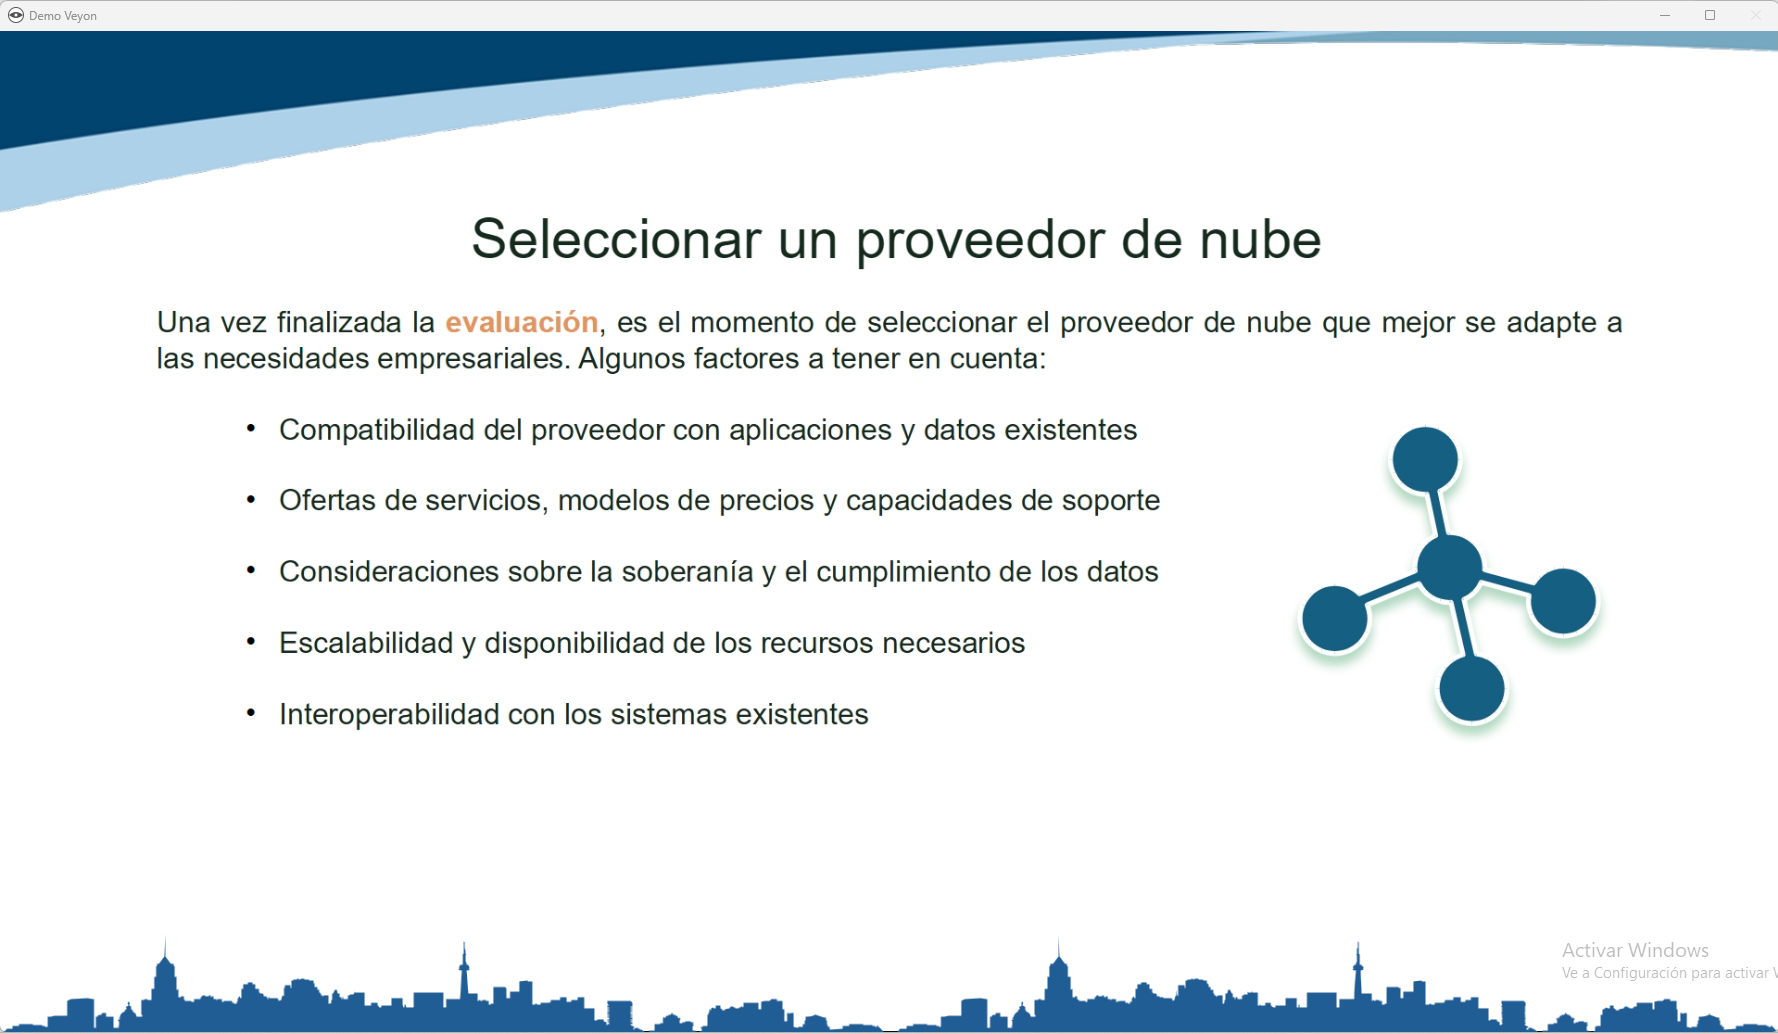 Demo Veyon
Seleccionar un proveedor de nube
Una vez finalizada la evaluación, es el momento de seleccionar el proveedor de nube que mejor se adapte a
las necesidades empresariales. Algunos factores a tener en cuenta:
• Compatibilidad del proveedor con aplicaciones y datos existentes
• Ofertas de servicios, modelos de precios y capacidades de soporte
• Consideraciones sobre la soberanía y el cumplimiento de los datos
• Escalabilidad y disponibilidad de los recursos necesarios
• Interoperabilidad con los sistemas existentes
Activar Windows
Ve a Configuración para activar